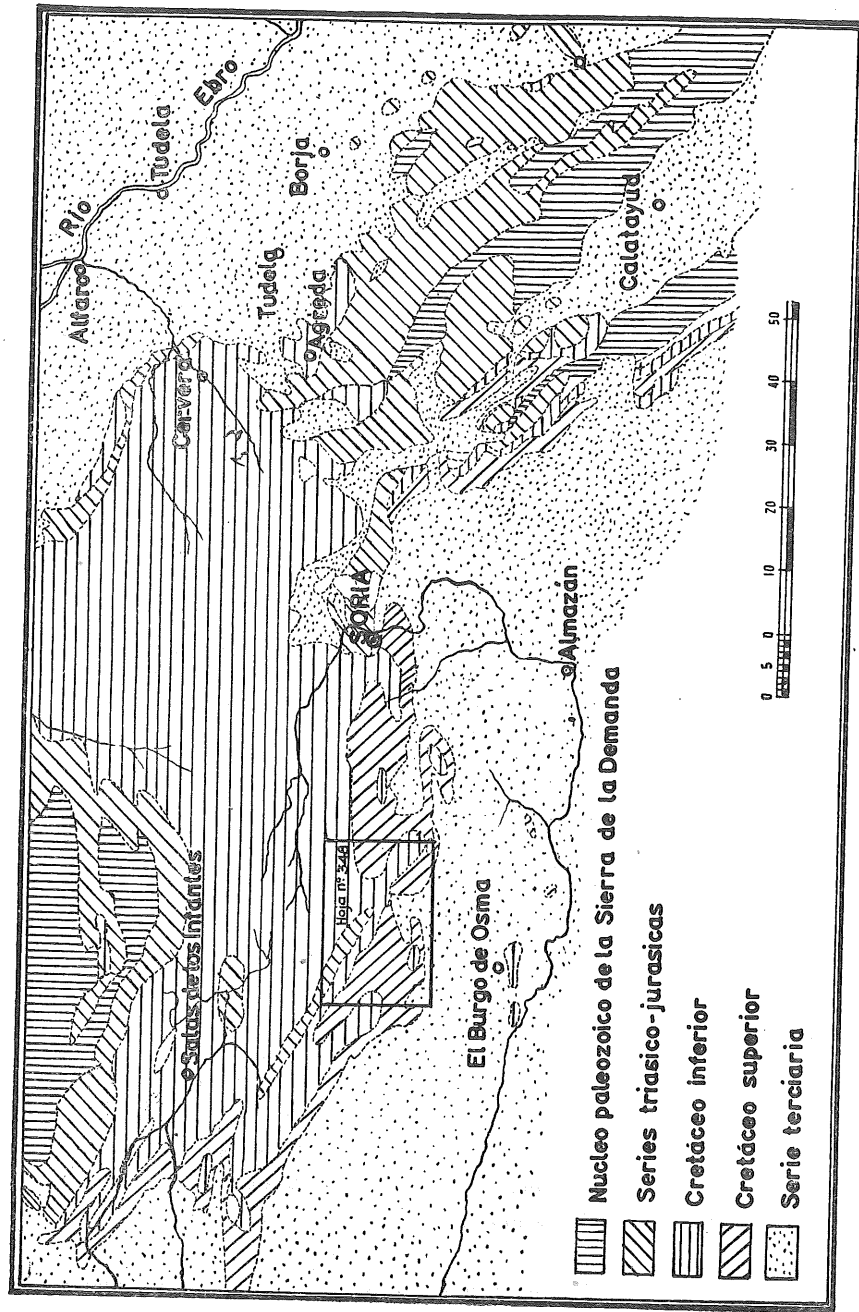 Río
Ebro
Alfaro
Tudela
Borja
Cervera
Tudela
Agreda
Calatayud
SORIA
Almazán
Salas de los Infantes
Hoja nº 348
El Burgo de Osma
0 5 0 10 20 30 40 50
Nucleo paleozoico de la Sierra de la Demanda
Series triasico-jurasicas
Cretáceo inferior
Cretáceo superior
Serie terciaria